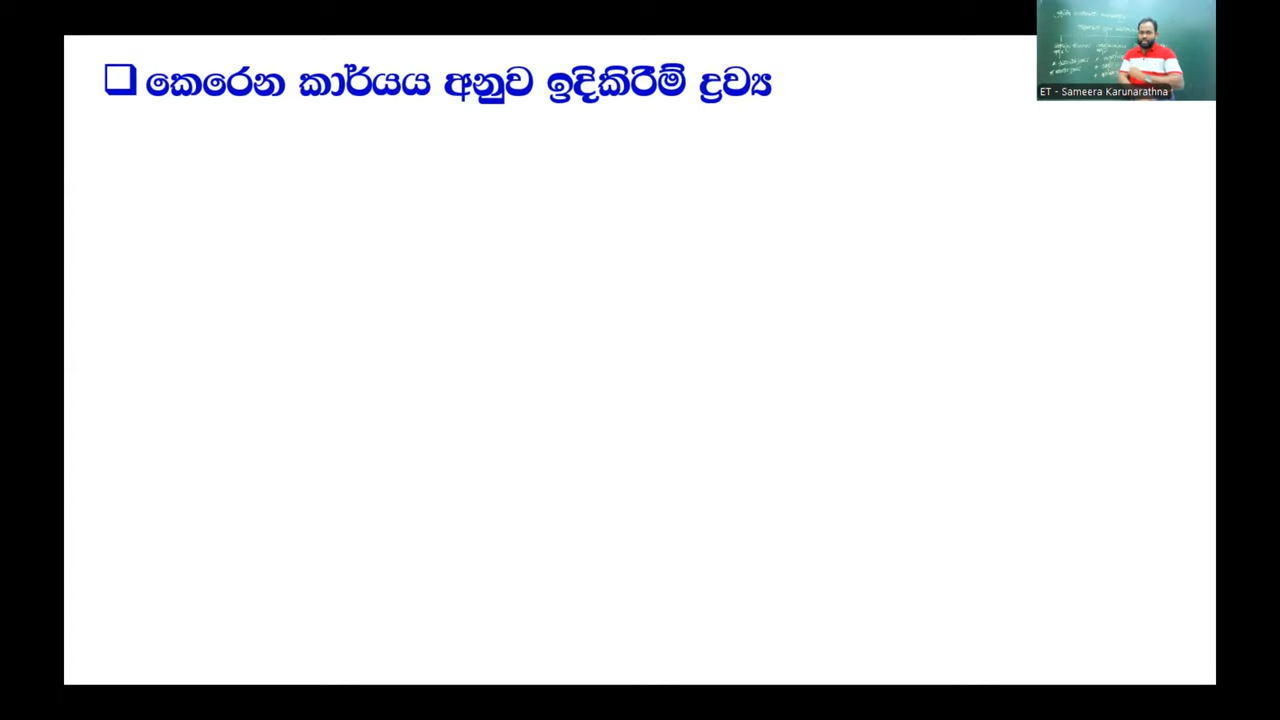 ❑ කෙරෙන කාර්යය අනුව ඉදිකිරීම් ද්‍රව්‍ය
ET - Sameera Karunarathna